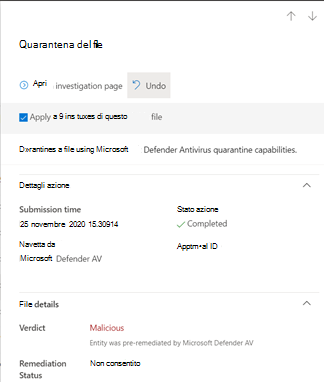 Quarantena del file
Apri investigation page Undo
Apply a 9 ins tuxes di questo file
Dxrantines a file using Microsoft Defender Antivirus quarantine capabilities.
Dettagli azione
Submission time Stato azione
25 novembre 2020 15.30914 Completed
Navetta da Apptm•al ID
Microsoft Defender AV
File details
Verdict Malicious
Entity was pre-remediated by Microsoft Defender AV
Remediation Non consentito
Status